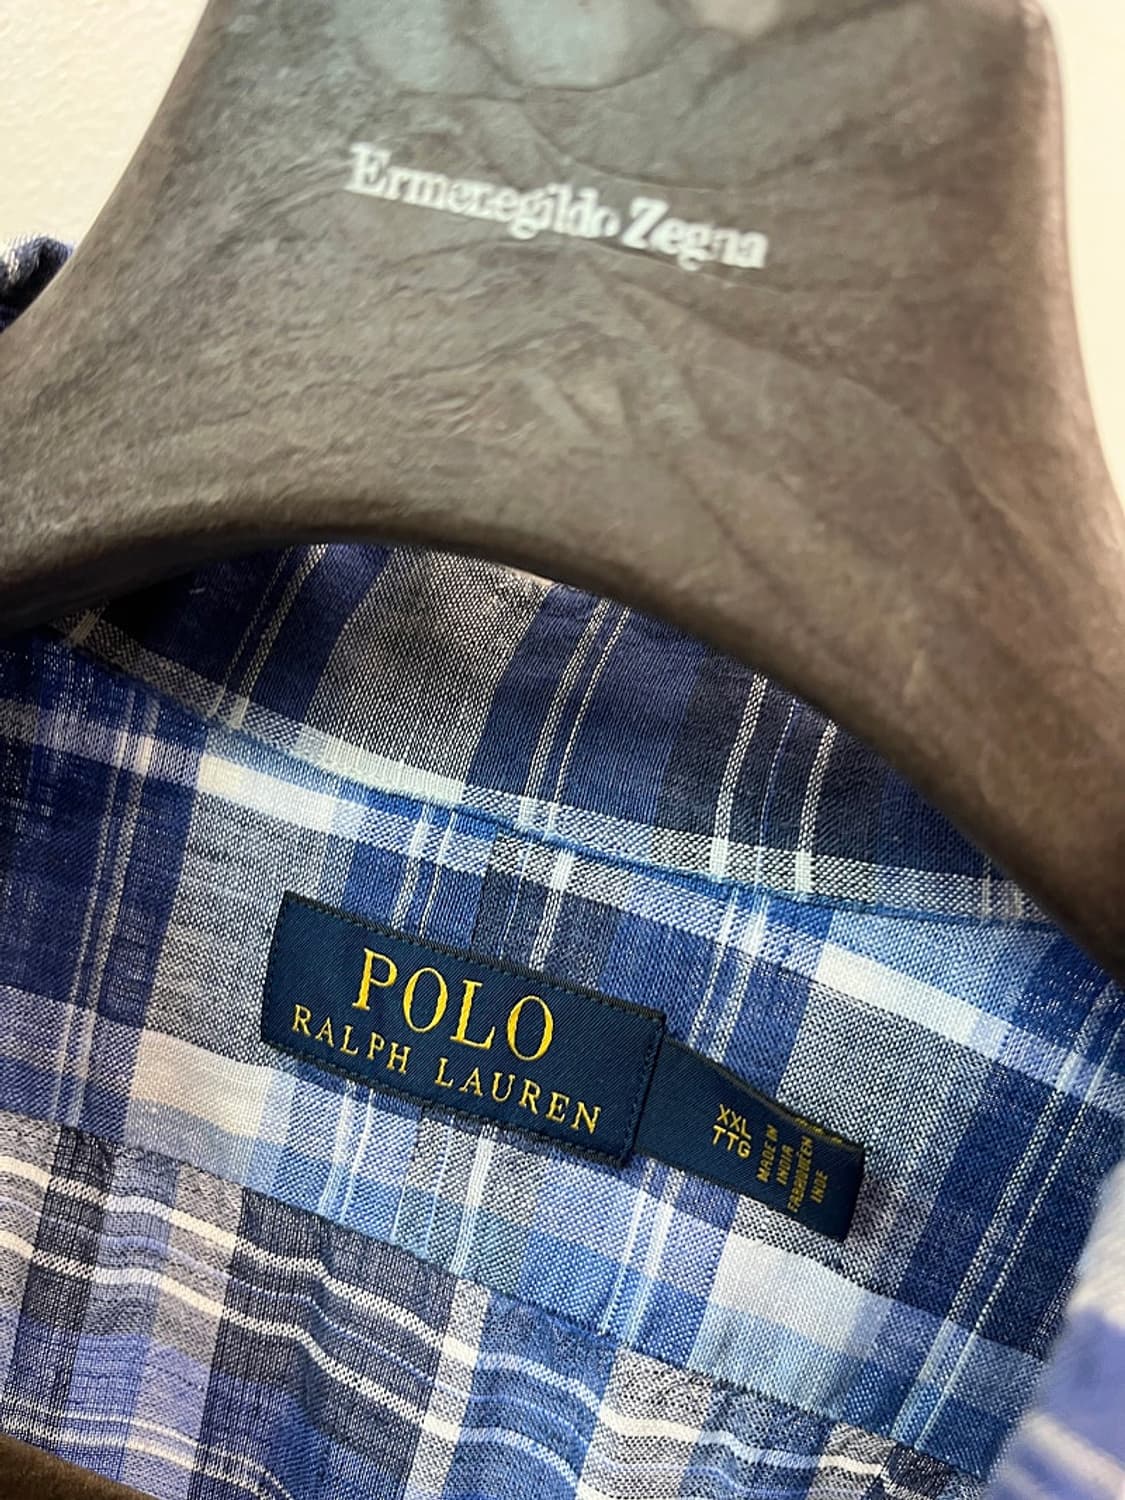 Ermenegildo Zegna
POLO
RALPH LAUREN
XXL
TTG
MADE IN
INDIA
FABRIQUÉ EN
INDE